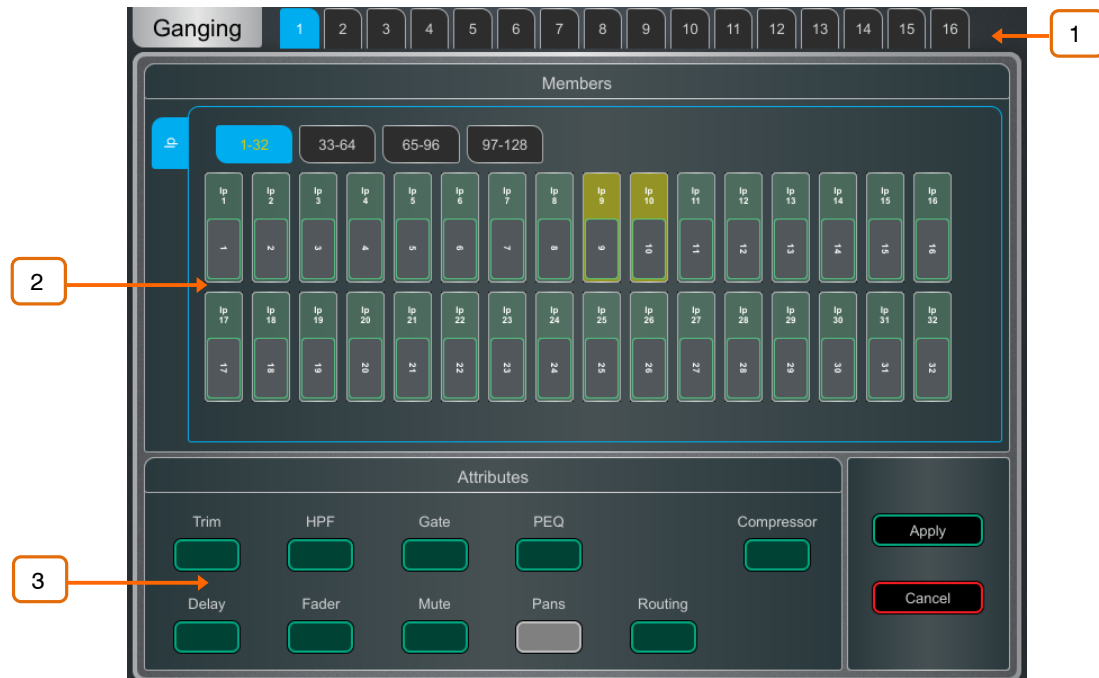 Ganging 1 2 3 4 5 6 7 8 9 10 11 12 13 14 15 16
1
Members
Ip
1-32 33-64 65-96 97-128
Ip 1 Ip 2 Ip 3 Ip 4 Ip 5 Ip 6 Ip 7 Ip 8 Ip 9 Ip 10 Ip 11 Ip 12 Ip 13 Ip 14 Ip 15 Ip 16
1 2 3 4 5 6 7 8 9 10 11 12 13 14 15 16
2
Ip 17 Ip 18 Ip 19 Ip 20 Ip 21 Ip 22 Ip 23 Ip 24 Ip 25 Ip 26 Ip 27 Ip 28 Ip 29 Ip 30 Ip 31 Ip 32
17 18 19 20 21 22 23 24 25 26 27 28 29 30 31 32
Attributes
Trim HPF Gate PEQ Compressor
Apply
3
Delay Fader Mute Pans Routing
Cancel